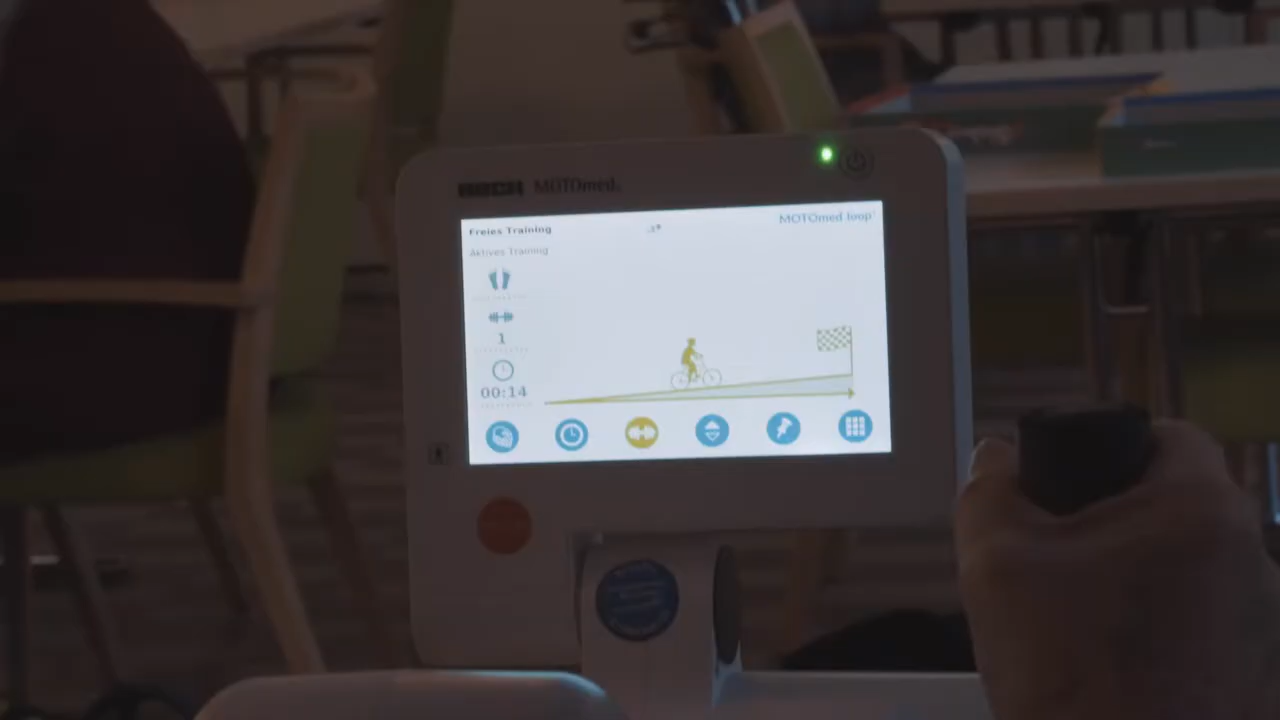 MOTOmed
Freies Training
MOTOmed loop
Aktives Training
1
00:14